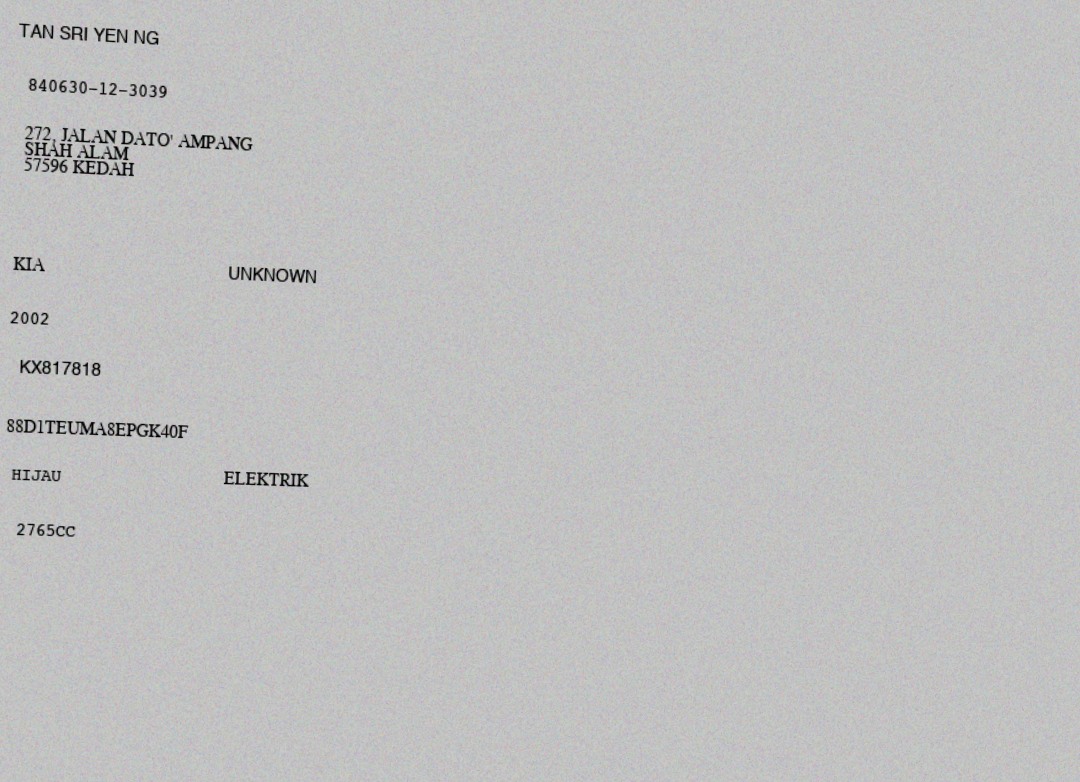 TAN SRI YEN NG
840630-12-3039
272, JALAN DATO' AMPANG
SHAH ALAM
57596 KEDAH
KIA UNKNOWN
2002
KX817818
88D1TEUMA8EPGK40F
HIJAU ELEKTRIK
2765CC